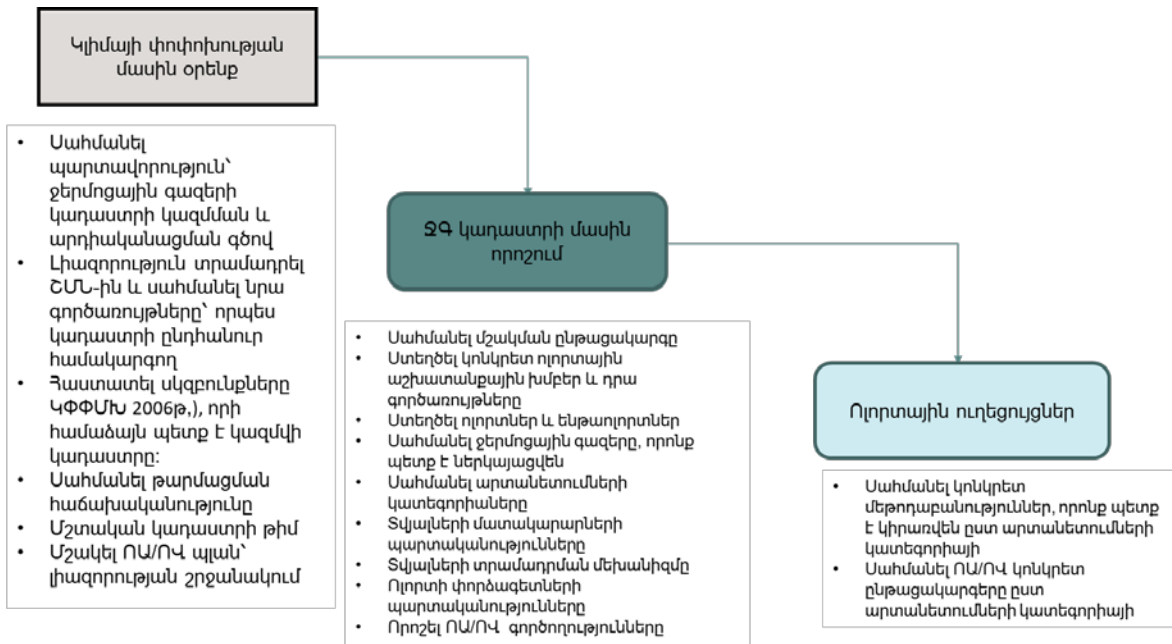 Կլիմայի փոփոխության
մասին օրենք
• Սահմանել
պարտավորություն՝
ջերմոցային գազերի
կադաստրի կազմման և
արդիականացման գծով
• Լիազորություն տրամադրել
ՇՄՆ-ին և սահմանել նրա
գործառույթները՝ որպես
կադաստրի ընդհանուր
համակարգող
• Հաստատել սկզբունքները
ԿՓՓՄԽ 2006թ,), որի
համաձայն պետք է կազմվի
կադաստրը:
• Սահմանել թարմացման
հաճախականությունը
• Մշտական կադաստրի թիմ
• Մշակել ՈԱ/ՈՎ պլան՝
լիազորության շրջանակում
ՋԳ կադաստրի մասին
որոշում
• Սահմանել մշակման ընթացակարգը
• Ստեղծել կոնկրետ ոլորտային
աշխատանքային խմբեր և դրա
գործառույթները
• Ստեղծել ոլորտներ և ենթաոլորտներ
• Սահմանել ջերմոցային գազերը, որոնք
պետք է ներկայացվեն
• Սահմանել արտանետումների
կատեգորիաները
• Տվյալների մատակարարների
պարտականությունները
• Տվյալների տրամադրման մեխանիզմը
• Ոլորտի փորձագետների
պարտականությունները
• Որոշել ՈԱ/ՈՎ գործողությունները
Ոլորտային ուղեցույցներ
• Սահմանել կոնկրետ
մեթոդաբանություններ, որոնք պետք
է կիրառվեն ըստ արտանետումների
կատեգորիայի
• Սահմանել ՈԱ/ՈՎ կոնկրետ
ընթացակարգերը ըստ
արտանետումների կատեգորիայի